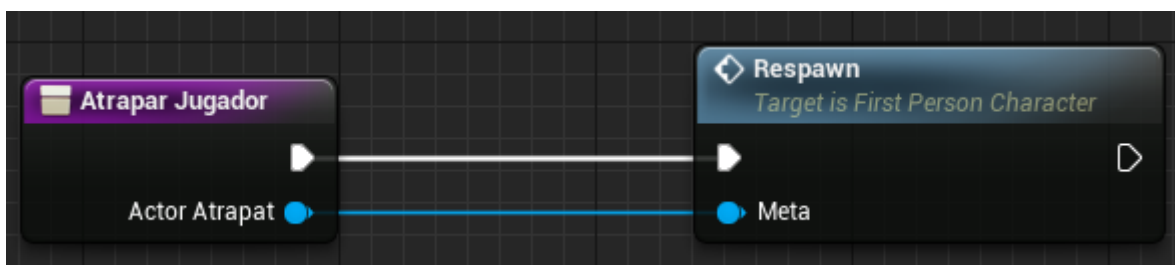 Atrapar Jugador
Actor Atrapat
Respawn
Target is First Person Character
Meta